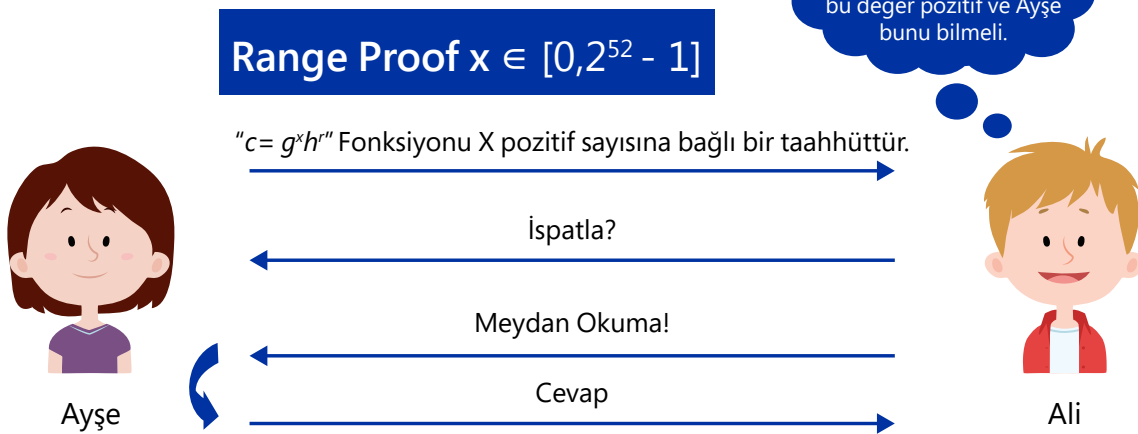 bu değer pozitif ve Ayşe
bunu bilmeli.
Range Proof x ∈ [0,2⁵² - 1]
"c = gˣhʳ" Fonksiyonu X pozitif sayısına bağlı bir taahhüttür.
İspatla?
Meydan Okuma!
Cevap
Ayşe
Ali